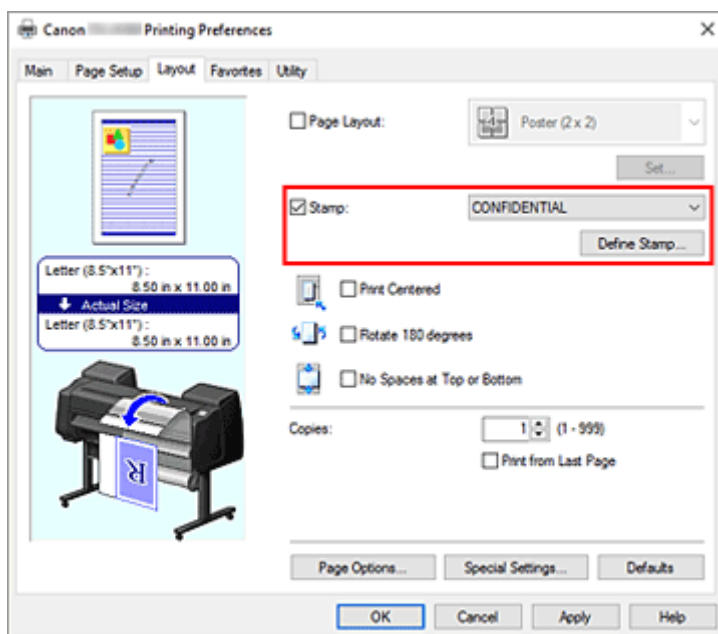 Canon Printing Preferences
Main Page Setup Layout Favorites Utility
Page Layout: Poster (2 x 2)
Set...
Stamp: CONFIDENTIAL
Define Stamp...
Letter (8.5"x11") :
8.50 in x 11.00 in
Actual Size
Letter (8.5"x11") :
8.50 in x 11.00 in
Print Centered
Rotate 180 degrees
No Spaces at Top or Bottom
Copies: 1 (1 - 999)
Print from Last Page
R
Page Options... Special Settings... Defaults
OK Cancel Apply Help